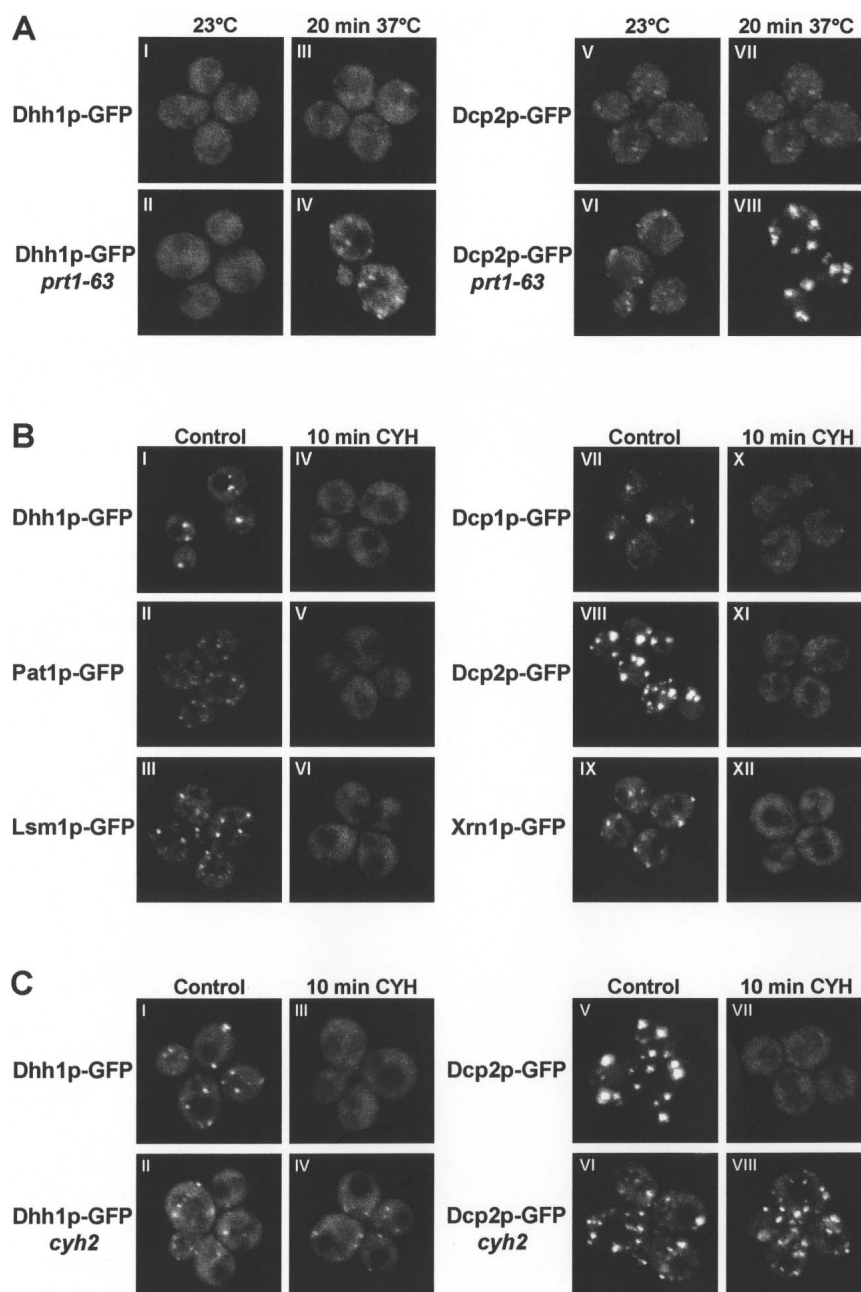 A
23°C
20 min 37°C
23°C
20 min 37°C
Dhh1p-GFP
I
III
Dcp2p-GFP
V
VII
Dhh1p-GFP
prt1-63
II
IV
Dcp2p-GFP
prt1-63
VI
VIII
B
Control
10 min CYH
Control
10 min CYH
Dhh1p-GFP
I
IV
Dcp1p-GFP
VII
X
Pat1p-GFP
II
V
Dcp2p-GFP
VIII
XI
Lsm1p-GFP
III
VI
Xrn1p-GFP
IX
XII
C
Control
10 min CYH
Control
10 min CYH
Dhh1p-GFP
I
III
Dcp2p-GFP
V
VII
Dhh1p-GFP
cyh2
II
IV
Dcp2p-GFP
cyh2
VI
VIII